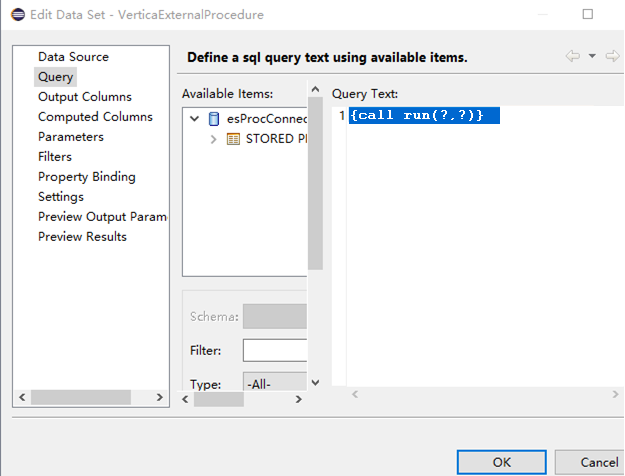 Edit Data Set - VerticaExternalProcedure
Data Source
Query
Output Columns
Computed Columns
Parameters
Filters
Property Binding
Settings
Preview Output Param
Preview Results
Define a sql query text using available items.
Available Items:
esProcConnec
STORED P
Schema:
Filter:
Type: -All-
Query Text:
1 {call run(?,?)}
OK
Cancel